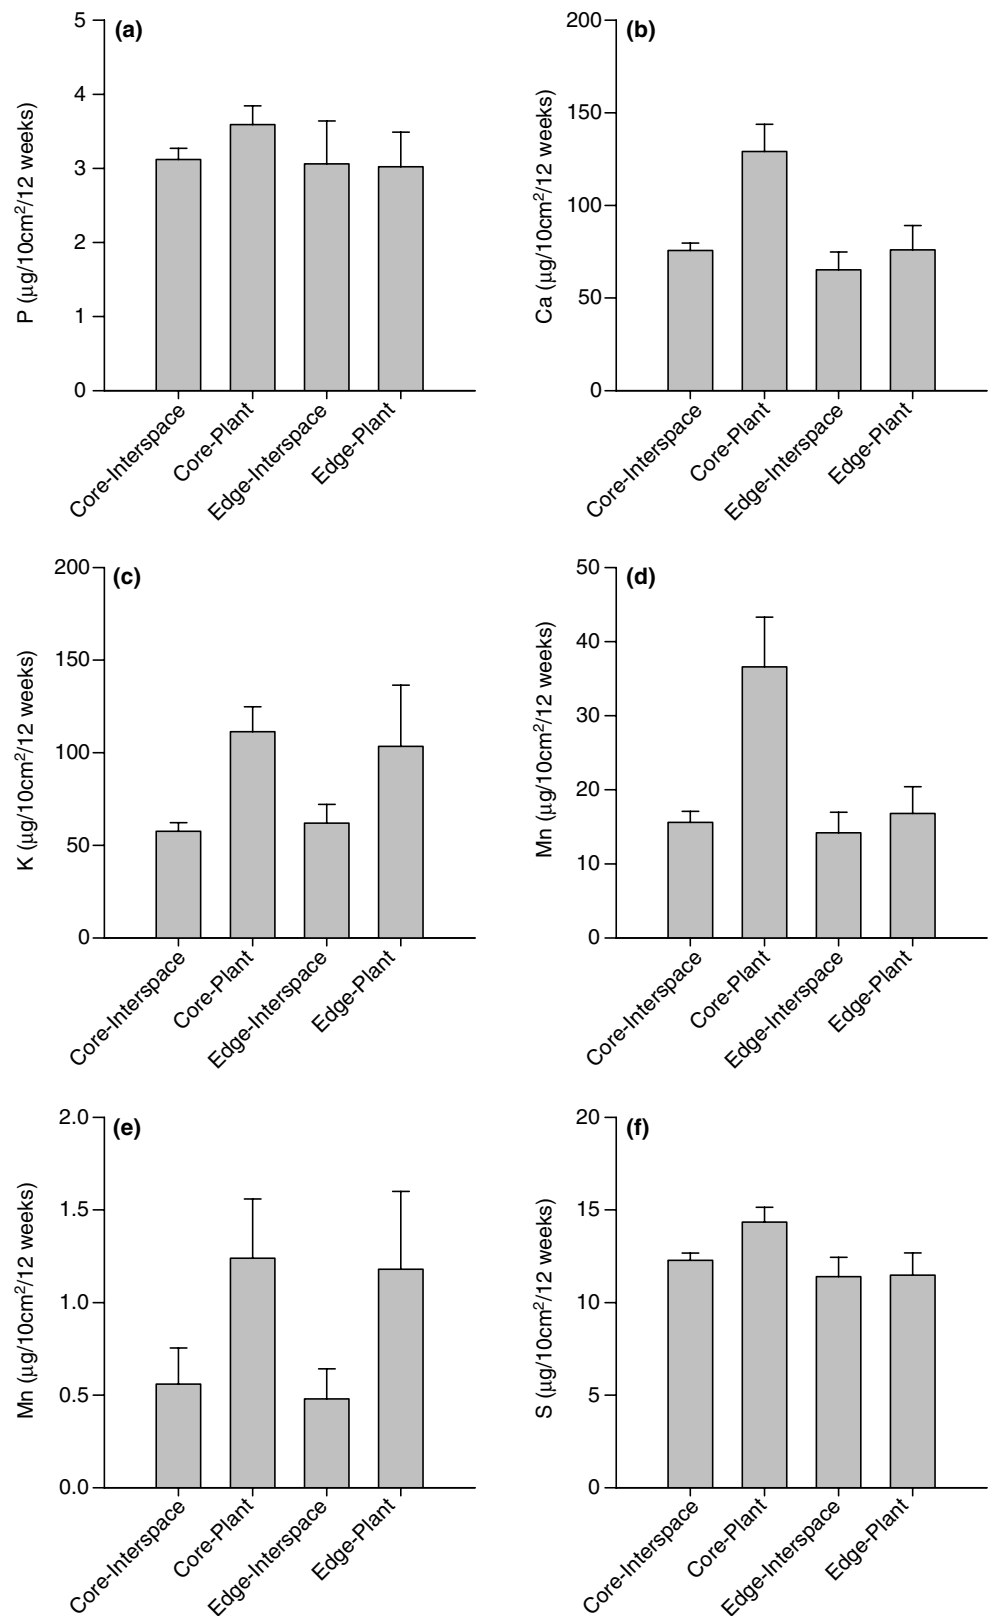 (a)
P (μg/10cm²/12 weeks)
5
4
3
2
1
0
Core-Interspace
Core-Plant
Edge-Interspace
Edge-Plant
(b)
Ca (μg/10cm²/12 weeks)
200
150
100
50
0
Core-Interspace
Core-Plant
Edge-Interspace
Edge-Plant
(c)
K (μg/10cm²/12 weeks)
200
150
100
50
0
Core-Interspace
Core-Plant
Edge-Interspace
Edge-Plant
(d)
Mn (μg/10cm²/12 weeks)
50
40
30
20
10
0
Core-Interspace
Core-Plant
Edge-Interspace
Edge-Plant
(e)
Mn (μg/10cm²/12 weeks)
2.0
1.5
1.0
0.5
0.0
Core-Interspace
Core-Plant
Edge-Interspace
Edge-Plant
(f)
S (μg/10cm²/12 weeks)
20
15
10
5
0
Core-Interspace
Core-Plant
Edge-Interspace
Edge-Plant